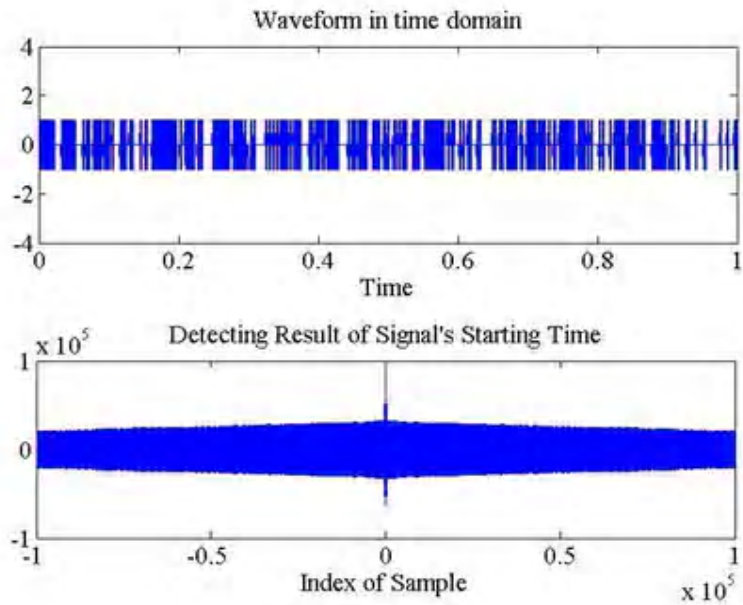 Waveform in time domain
4
2
0
-2
-4
0 0.2 0.4 0.6 0.8 1
Time
x 10^5
Detecting Result of Signal's Starting Time
1
0
-1
-1 -0.5 0 0.5 1
Index of Sample
x 10^5